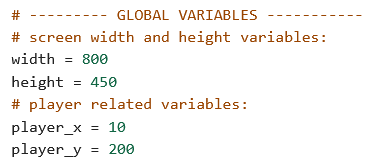 # --------- GLOBAL VARIABLES -----------
# screen width and height variables:
width = 800
height = 450
# player related variables:
player_x = 10
player_y = 200